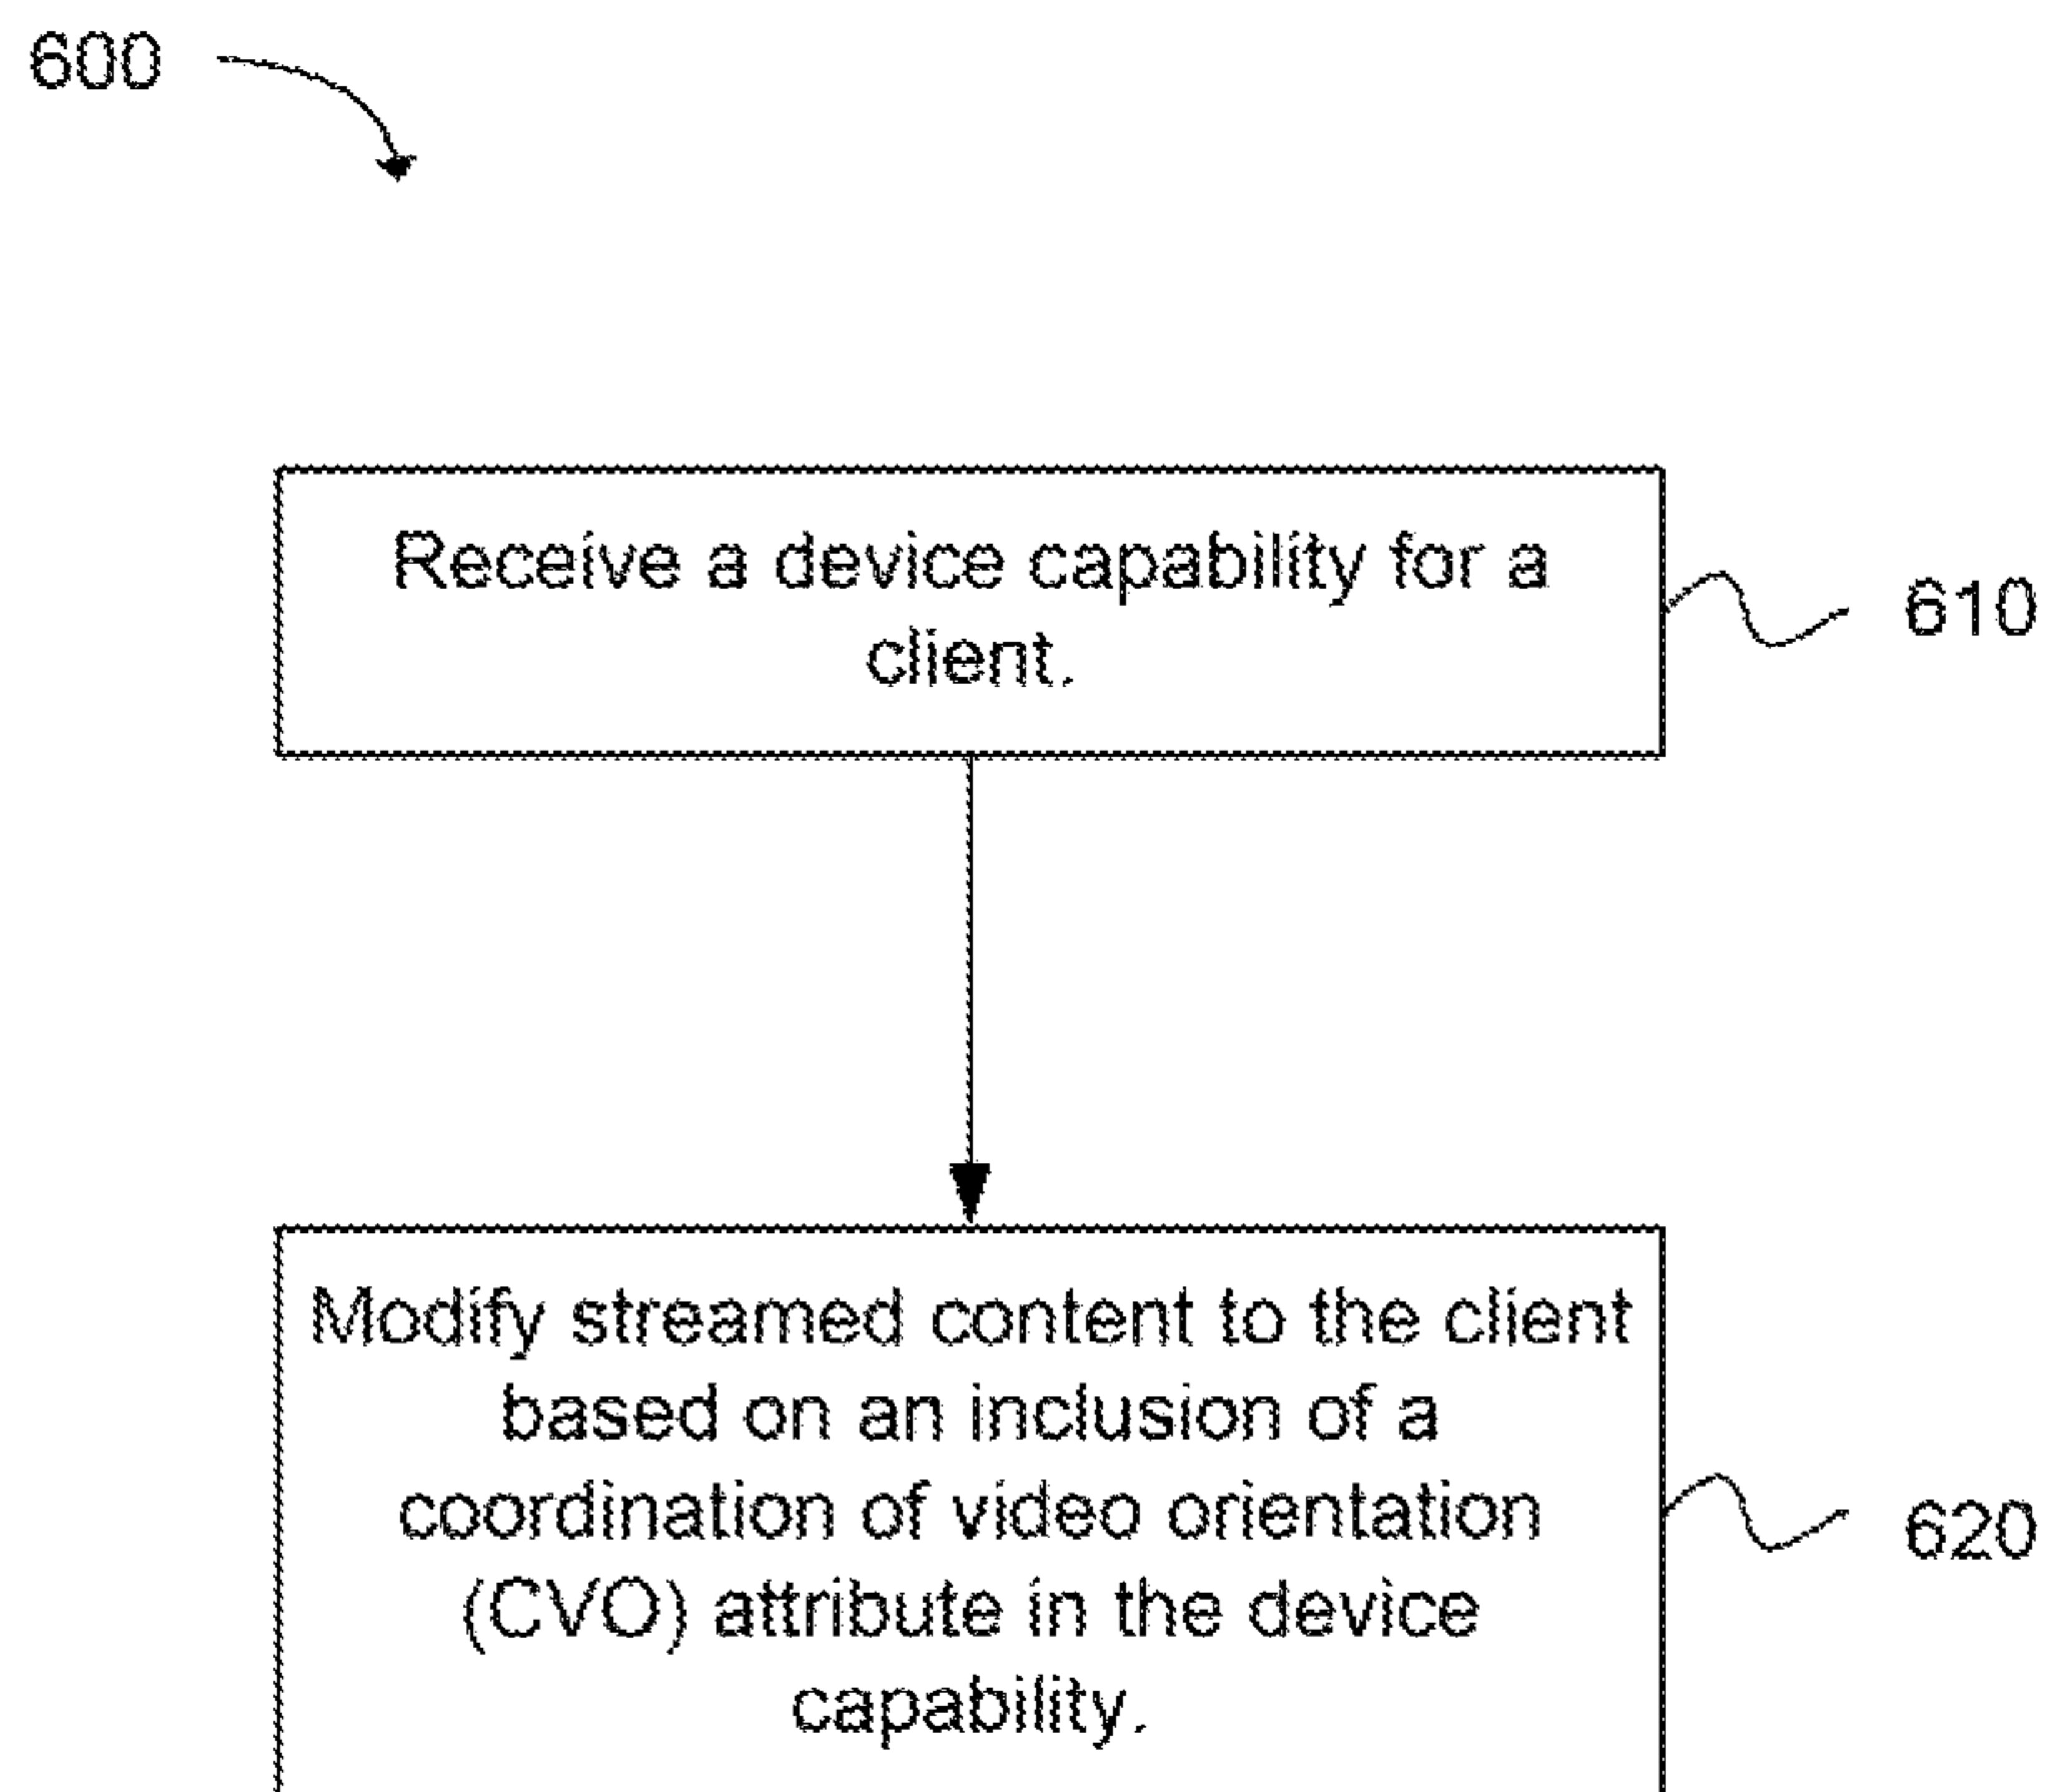 600
Receive a device capability for a
client.
610
Modify streamed content to the client
based on an inclusion of a
coordination of video orientation
(CVO) attribute in the device
capability.
620